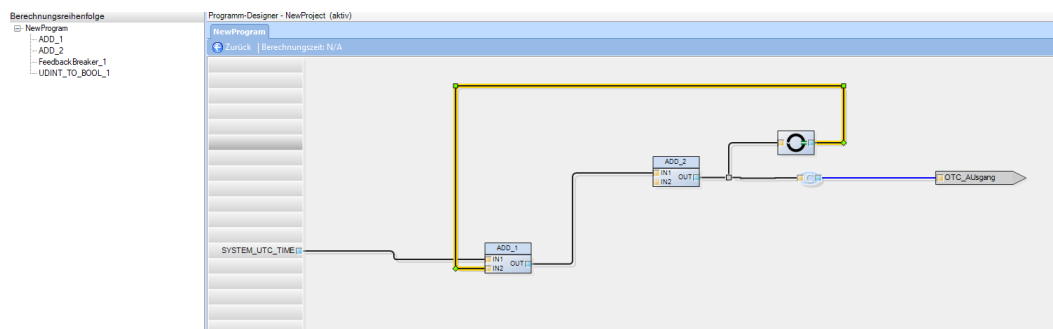 Berechnungsreihenfolge
NewProgram
ADD_1
ADD_2
FeedbackBreaker_1
UDINT_TO_BOOL_1
Programm-Designer - NewProject (aktiv)
NewProgram
Zurück | Berechnungszeit: N/A
ADD_2
IN1 OUT
IN2
OTC_AUsgang
SYSTEM_UTC_TIME
ADD_1
IN1 OUT
IN2